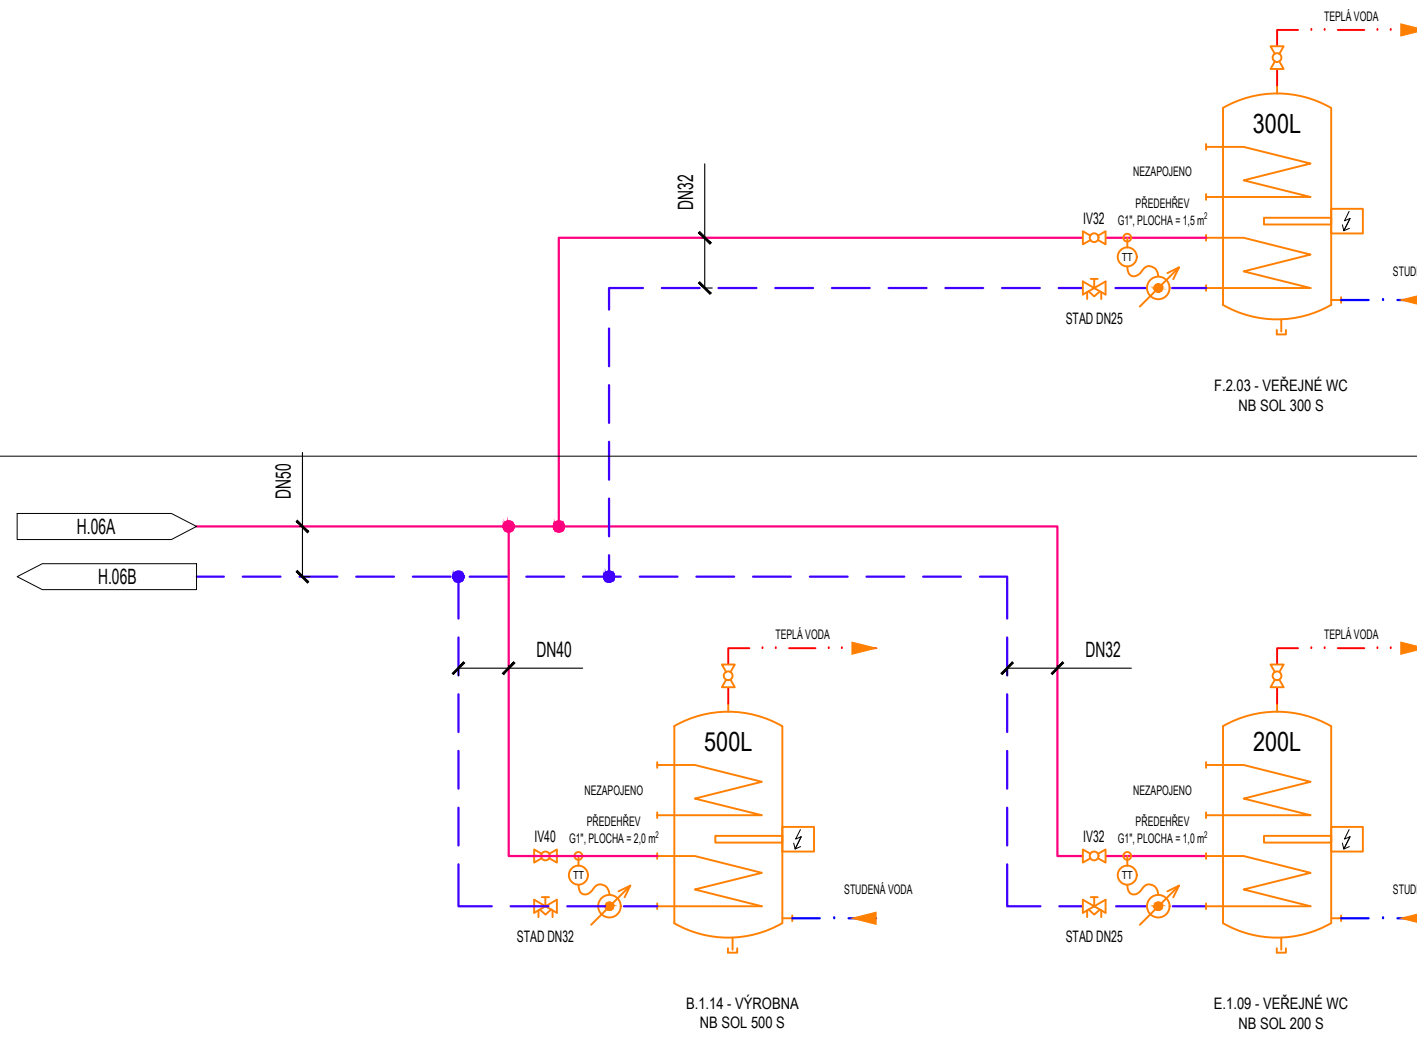 TEPLÁ VODA
300L
NEZAPOJENO
DN32
PŘEDEHŘEV
IV32
G1", PLOCHA = 1,5 m²
TT
STUD
STAD DN25
F.2.03 - VEŘEJNÉ WC
NB SOL 300 S
DN50
H.06A
H.06B
TEPLÁ VODA
TEPLÁ VODA
DN40
DN32
500L
200L
NEZAPOJENO
NEZAPOJENO
PŘEDEHŘEV
PŘEDEHŘEV
IV40
G1", PLOCHA = 2,0 m²
IV32
G1", PLOCHA = 1,0 m²
TT
TT
STUDENÁ VODA
STUD
STAD DN32
STAD DN25
B.1.14 - VÝROBNA
NB SOL 500 S
E.1.09 - VEŘEJNÉ WC
NB SOL 200 S